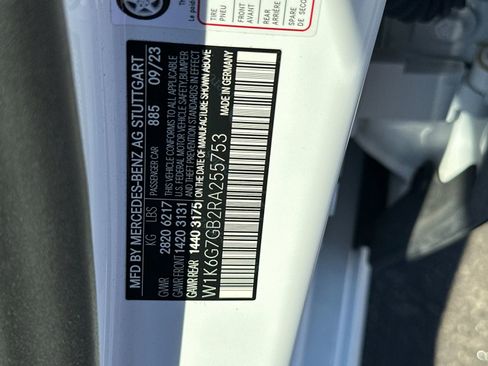 MFD BY MERCEDES-BENZ AG STUTTGART
KG LBS PASSENGER CAR 885 09/23
2820 6217 THIS VEHICLE CONFORMS TO ALL APPLICABLE
GAWR FRONT 1420 3131 U.S. FEDERAL MOTOR VEHICLE SAFETY BUMPER
AND THEFT PREVENTION STANDARDS IN EFFECT
GAWR REAR 1440 3175 ON THE DATE OF MANUFACTURE SHOWN ABOVE
W1K6G7GB2RA255753 MADE IN GERMANY
TIRE
PNEU
FRONT
AVANT
REAR
ARRIÈRE
SPARE
DE SECO